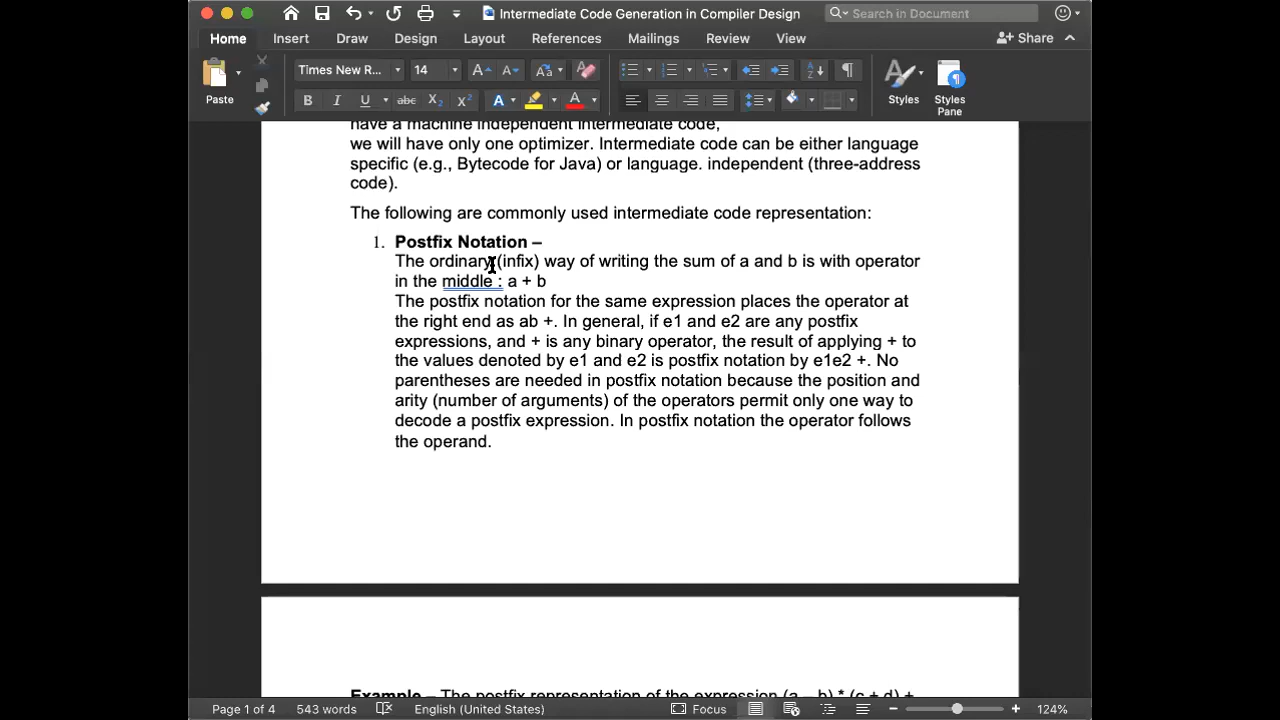 Intermediate Code Generation in Compiler Design
Search in Document
Home Insert Draw Design Layout References Mailings Review View Share
Paste Times New R... 14 Styles Styles Pane
have a machine independent intermediate code,
we will have only one optimizer. Intermediate code can be either language
specific (e.g., Bytecode for Java) or language. independent (three-address
code).
The following are commonly used intermediate code representation:
1. Postfix Notation –
The ordinary (infix) way of writing the sum of a and b is with operator
in the middle : a + b
The postfix notation for the same expression places the operator at
the right end as ab +. In general, if e1 and e2 are any postfix
expressions, and + is any binary operator, the result of applying + to
the values denoted by e1 and e2 is postfix notation by e1e2 +. No
parentheses are needed in postfix notation because the position and
arity (number of arguments) of the operators permit only one way to
decode a postfix expression. In postfix notation the operator follows
the operand.
Example – The postfix representation of the expression (a – b) * (c + d) +
Page 1 of 4 543 words English (United States) Focus 124%